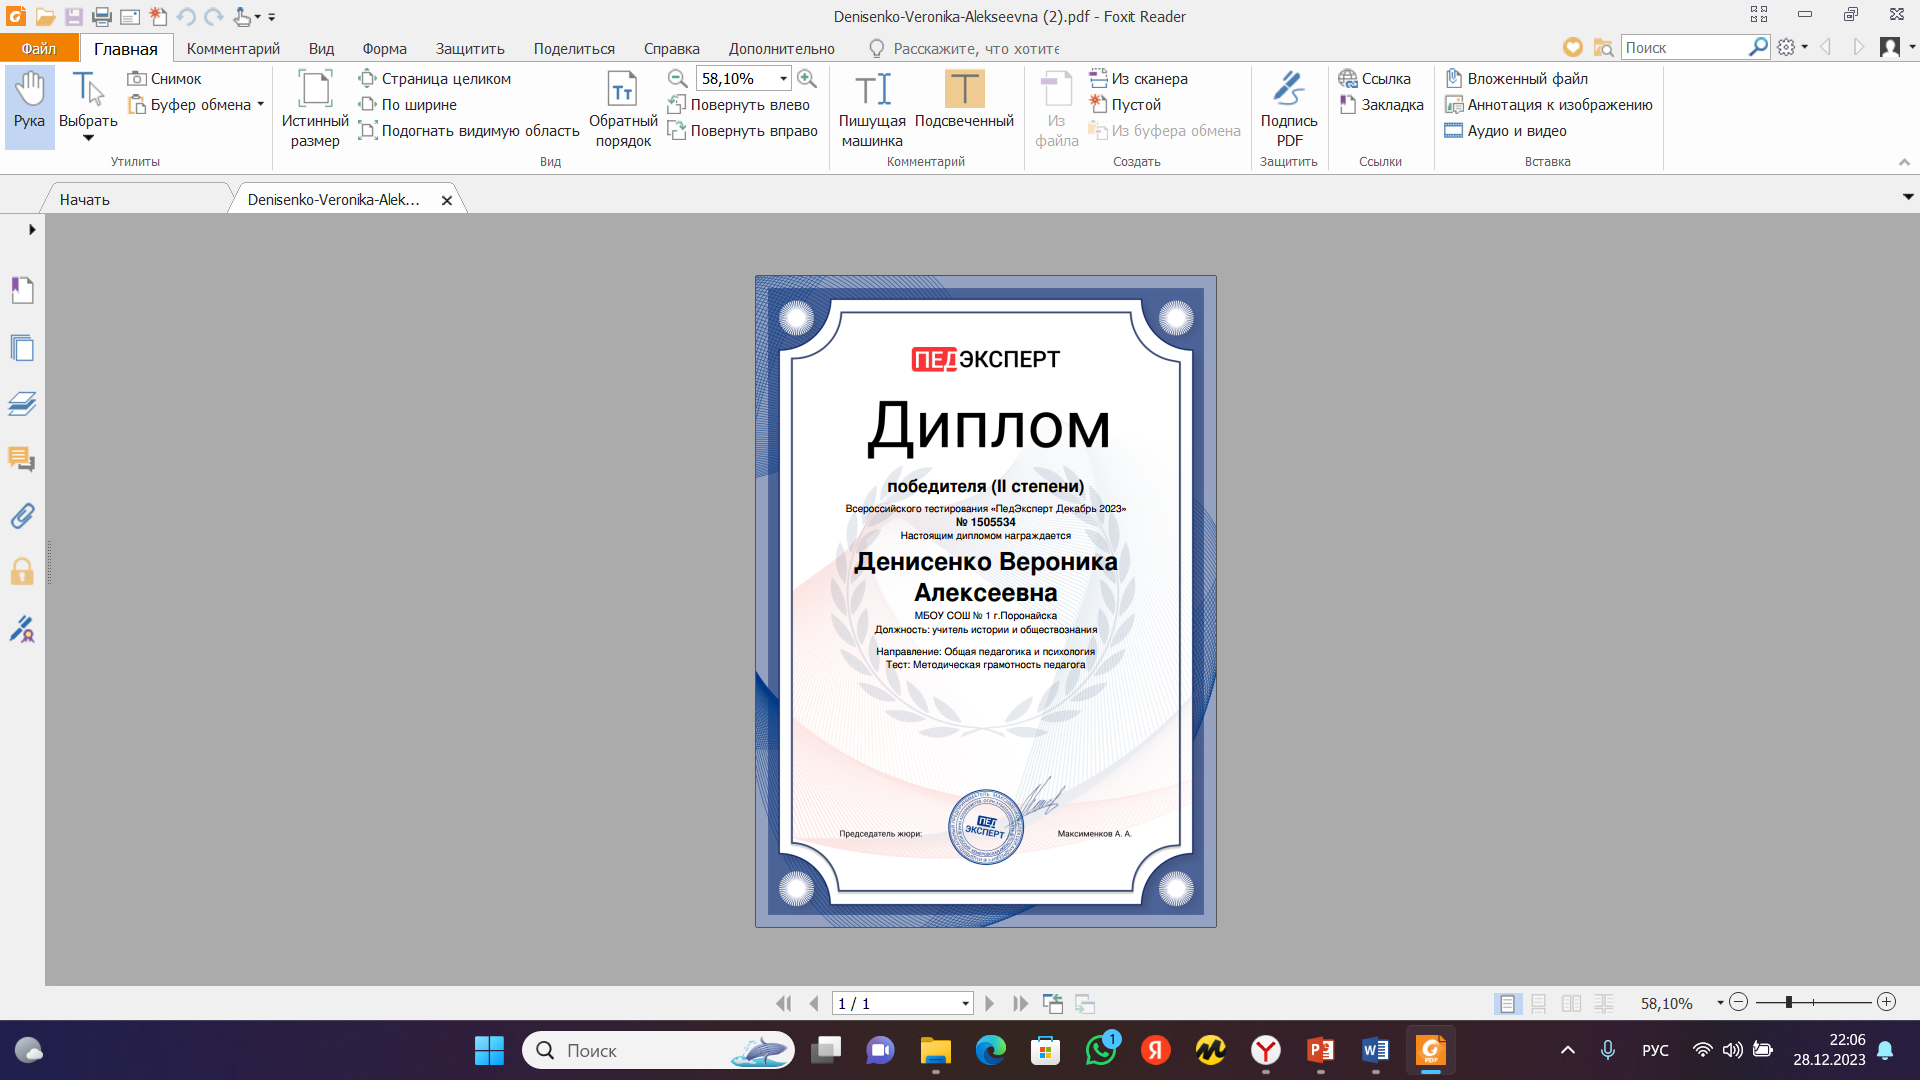 Denisenko-Veronika-Alekseevna (2).pdf - Foxit Reader
Файл
Главная
Комментарий
Вид
Форма
Защитить
Поделиться
Справка
Дополнительно
Расскажите, что хотите
Поиск
Рука
Выбрать
Снимок
Буфер обмена
Утилиты
Истинный
размер
Страница целиком
По ширине
Подогнать видимую область
Обратный
порядок
58,10%
Повернуть влево
Повернуть вправо
Вид
Пишущая
машинка
Подсвеченный
Комментарий
Из
файла
Из сканера
Пустой
Из буфера обмена
Создать
Подпись
PDF
Защитить
Ссылка
Закладка
Ссылки
Вложенный файл
Аннотация к изображению
Аудио и видео
Вставка
Начать
Denisenko-Veronika-Alek...
ПЕДЭКСПЕРТ
Диплом
победителя (II степени)
Всероссийского тестирования «ПедЭксперт Декабрь 2023»
№ 1505534
Настоящим дипломом награждается
Денисенко Вероника
Алексеевна
МБОУ СОШ № 1 г.Поронайска
Должность: учитель истории и обществознания
Направление: Общая педагогика и психология
Тест: Методическая грамотность педагога
Председатель жюри:
ПЕД
ЭКСПЕРТ
Максименков А. А.
1 / 1
58,10%
Поиск
1
РУС
22:06
28.12.2023